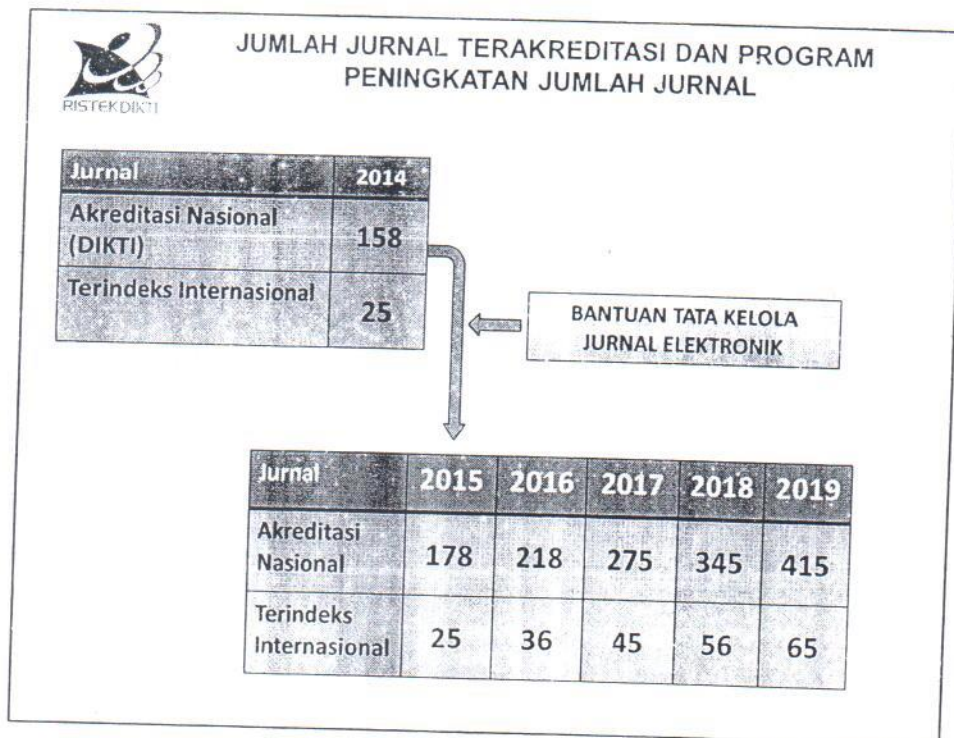 JUMLAH JURNAL TERAKREDITASI DAN PROGRAM
PENINGKATAN JUMLAH JURNAL
RISTEKDIKTI
Jurnal 2014
Akreditasi Nasional
(DIKTI) 158
Terindeks Internasional
25
BANTUAN TATA KELOLA
JURNAL ELEKTRONIK
Jurnal 2015 2016 2017 2018 2019
Akreditasi
Nasional 178 218 275 345 415
Terindeks
Internasional 25 36 45 56 65